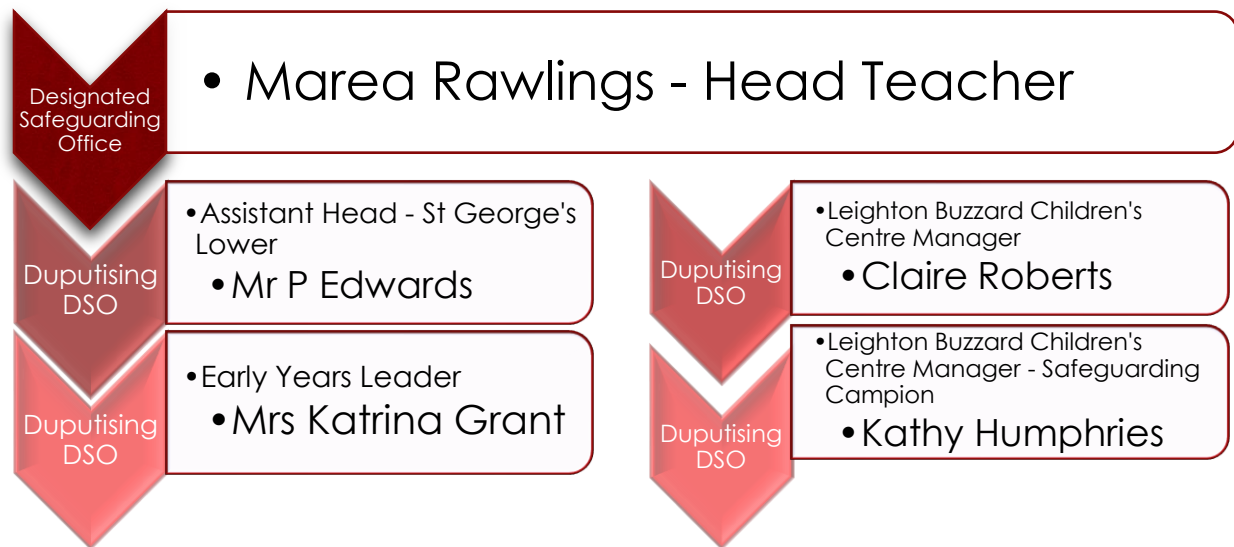 Designated
Safeguarding
Office
• Marea Rawlings - Head Teacher
Duputising
DSO
•Assistant Head - St George's
Lower
•Mr P Edwards
Duputising
DSO
•Early Years Leader
•Mrs Katrina Grant
Duputising
DSO
•Leighton Buzzard Children's
Centre Manager
•Claire Roberts
Duputising
DSO
•Leighton Buzzard Children's
Centre Manager - Safeguarding
Campion
•Kathy Humphries